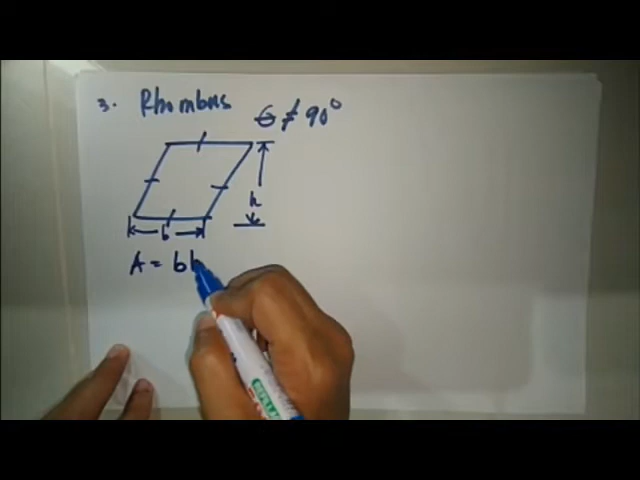 3. Rhombus
θ ≠ 90°
h
b
A = bh